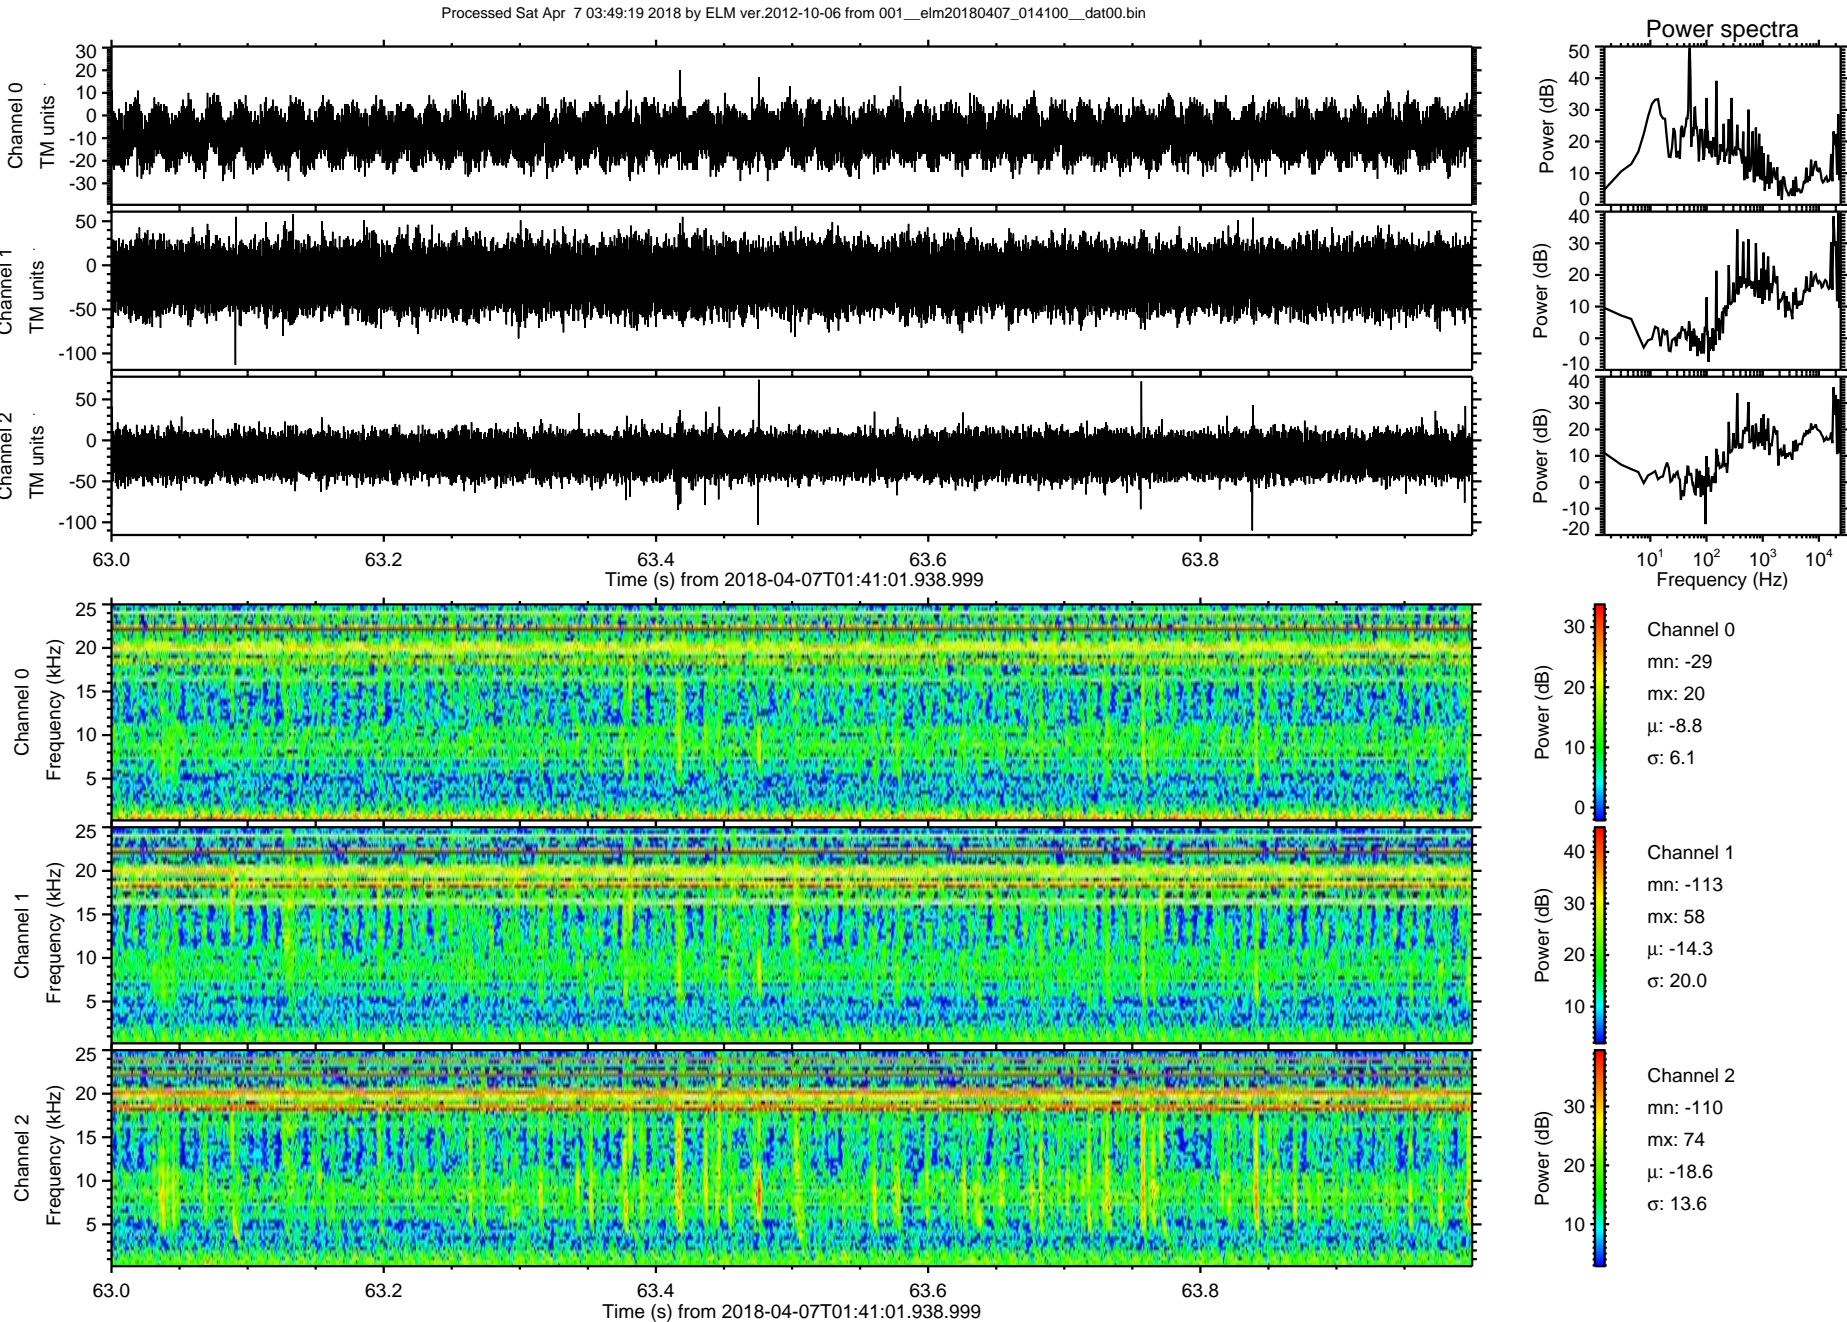 Processed Sat Apr  7 03:49:19 2018 by ELM ver.2012-10-06 from 001__elm20180407_014100__dat00.bin
Power spectra
Channel 0
TM units
30
20
10
0
-10
-20
-30
Power (dB)
50
40
30
20
10
0
Channel 1
TM units
50
0
-50
-100
Power (dB)
40
30
20
10
0
-10
Channel 2
TM units
50
0
-50
-100
Power (dB)
40
30
20
10
0
-10
-20
63.0 63.2 63.4 63.6 63.8
Time (s) from 2018-04-07T01:41:01.938.999
10^1 10^2 10^3 10^4
Frequency (Hz)
Channel 0
Frequency (kHz)
25
20
15
10
5
Power (dB)
30
20
10
0
Channel 0
mn: -29
mx: 20
μ: -8.8
σ: 6.1
Channel 1
Frequency (kHz)
25
20
15
10
5
Power (dB)
40
30
20
10
Channel 1
mn: -113
mx: 58
μ: -14.3
σ: 20.0
Channel 2
Frequency (kHz)
25
20
15
10
5
Power (dB)
30
20
10
Channel 2
mn: -110
mx: 74
μ: -18.6
σ: 13.6
63.0 63.2 63.4 63.6 63.8
Time (s) from 2018-04-07T01:41:01.938.999